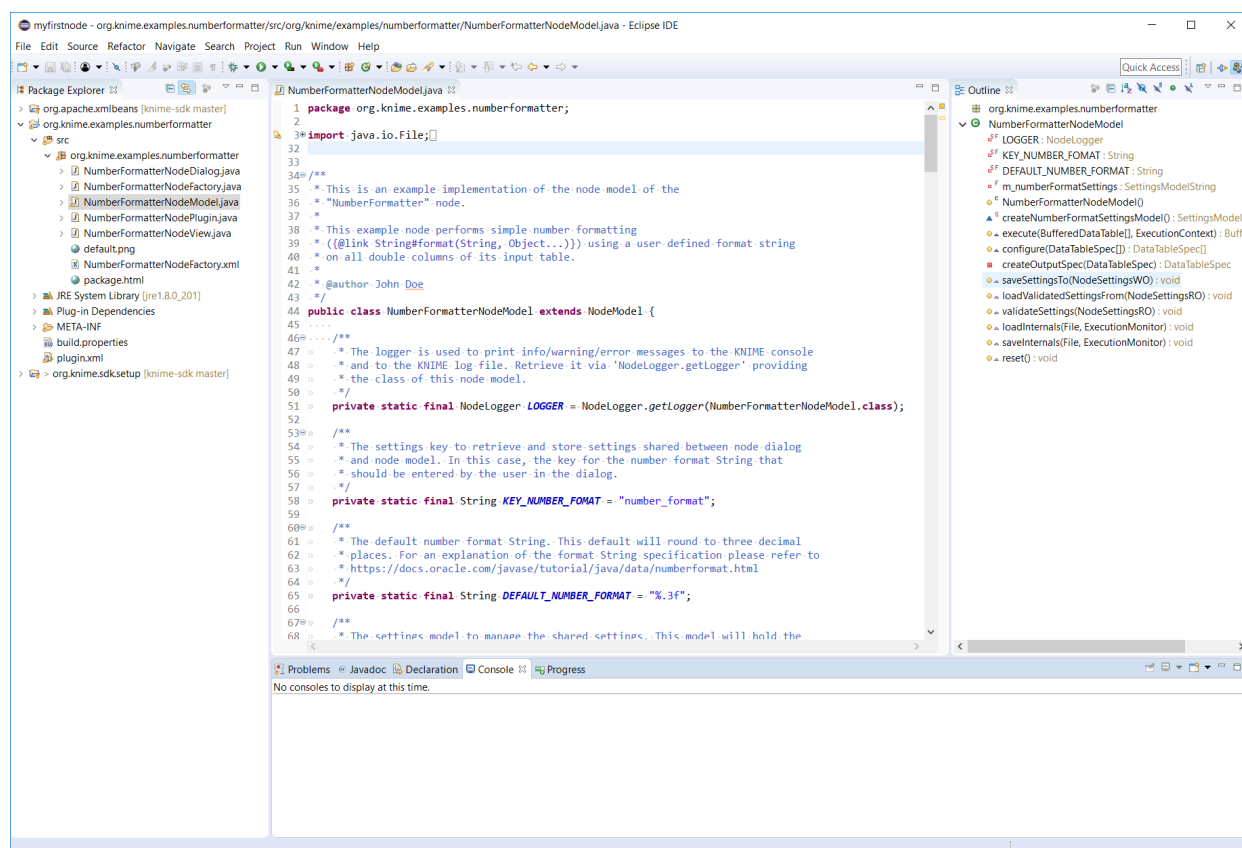 myfirstnode - org.knime.examples.numberformatter/src/org/knime/examples/numberformatter/NumberFormatterNodeModel.java - Eclipse IDE
File Edit Source Refactor Navigate Search Project Run Window Help
Quick Access
Package Explorer
org.apache.xmlbeans [knime-sdk master]
org.knime.examples.numberformatter
src
org.knime.examples.numberformatter
NumberFormatterNodeDialog.java
NumberFormatterNodeFactory.java
NumberFormatterNodeModel.java
NumberFormatterNodePlugin.java
NumberFormatterNodeView.java
default.png
NumberFormatterNodeFactory.xml
package.html
JRE System Library [jre1.8.0_201]
Plug-in Dependencies
META-INF
build.properties
plugin.xml
> org.knime.sdk.setup [knime-sdk master]
NumberFormatterNodeModel.java
1 package org.knime.examples.numberformatter;
2
3 import java.io.File;
32
33
34 /**
35 * This is an example implementation of the node model of the
36 * "NumberFormatter" node.
37 *
38 * This example node performs simple number formatting
39 * ({@link String#format(String, Object...)}) using a user defined format string
40 * on all double columns of its input table.
41 *
42 * @author John Doe
43 */
44 public class NumberFormatterNodeModel extends NodeModel {
45
46 /**
47 * The logger is used to print info/warning/error messages to the KNIME console
48 * and to the KNIME log file. Retrieve it via 'NodeLogger.getLogger' providing
49 * the class of this node model.
50 */
51 private static final NodeLogger LOGGER = NodeLogger.getLogger(NumberFormatterNodeModel.class);
52
53 /**
54 * The settings key to retrieve and store settings shared between node dialog
55 * and node model. In this case, the key for the number format String that
56 * should be entered by the user in the dialog.
57 */
58 private static final String KEY_NUMBER_FOMAT = "number_format";
59
60 /**
61 * The default number format String. This default will round to three decimal
62 * places. For an explanation of the format String specification please refer to
63 * https://docs.oracle.com/javase/tutorial/java/data/numberformat.html
64 */
65 private static final String DEFAULT_NUMBER_FORMAT = "%.3f";
66
67 /**
68 * The settings model to manage the shared settings. This model will hold the
Outline
org.knime.examples.numberformatter
NumberFormatterNodeModel
LOGGER : NodeLogger
KEY_NUMBER_FOMAT : String
DEFAULT_NUMBER_FORMAT : String
m_numberFormatSettings : SettingsModelString
NumberFormatterNodeModel()
createNumberFormatSettingsModel() : SettingsModel
execute(BufferedDataTable[], ExecutionContext) : Buff
configure(DataTableSpec[]) : DataTableSpec[]
createOutputSpec(DataTableSpec) : DataTableSpec
saveSettingsTo(NodeSettingsWO) : void
loadValidatedSettingsFrom(NodeSettingsRO) : void
validateSettings(NodeSettingsRO) : void
loadInternals(File, ExecutionMonitor) : void
saveInternals(File, ExecutionMonitor) : void
reset() : void
Problems Javadoc Declaration Console Progress
No consoles to display at this time.